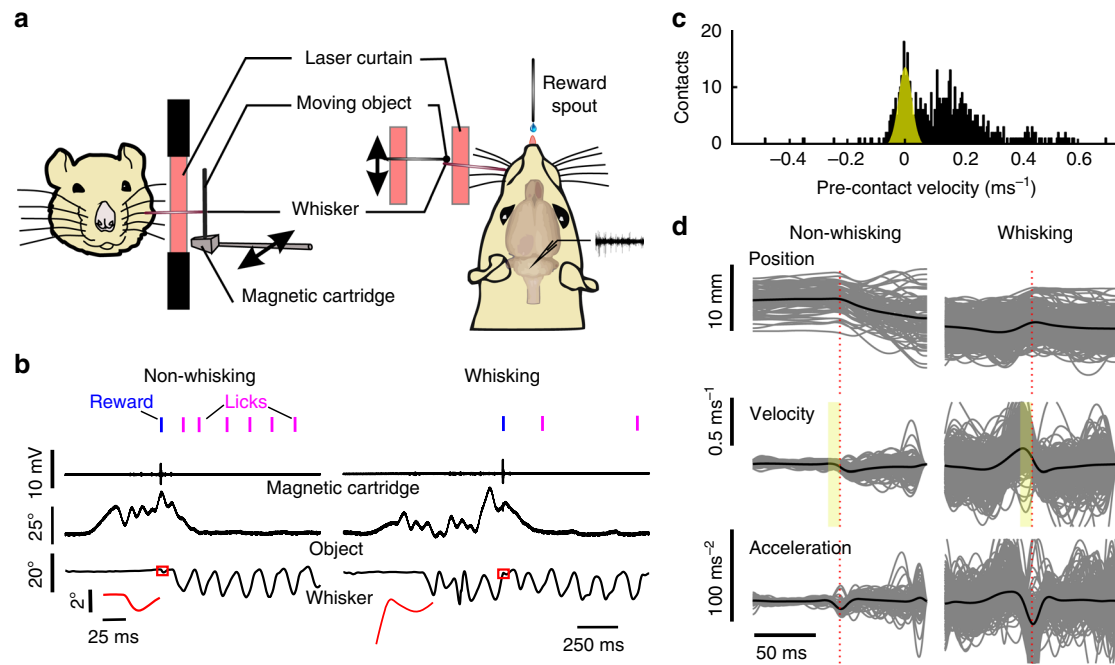 a
Laser curtain
Moving object
Reward
spout
Whisker
Magnetic cartridge
b
Non-whisking
Whisking
Reward
Licks
10 mV
Magnetic cartridge
25°
Object
20°
Whisker
2°
25 ms
250 ms
c
20
10
0
Contacts
−0.4
−0.2
0
0.2
0.4
0.6
Pre-contact velocity (ms⁻¹)
d
Non-whisking
Whisking
Position
10 mm
Velocity
0.5 ms⁻¹
Acceleration
100 ms⁻²
50 ms